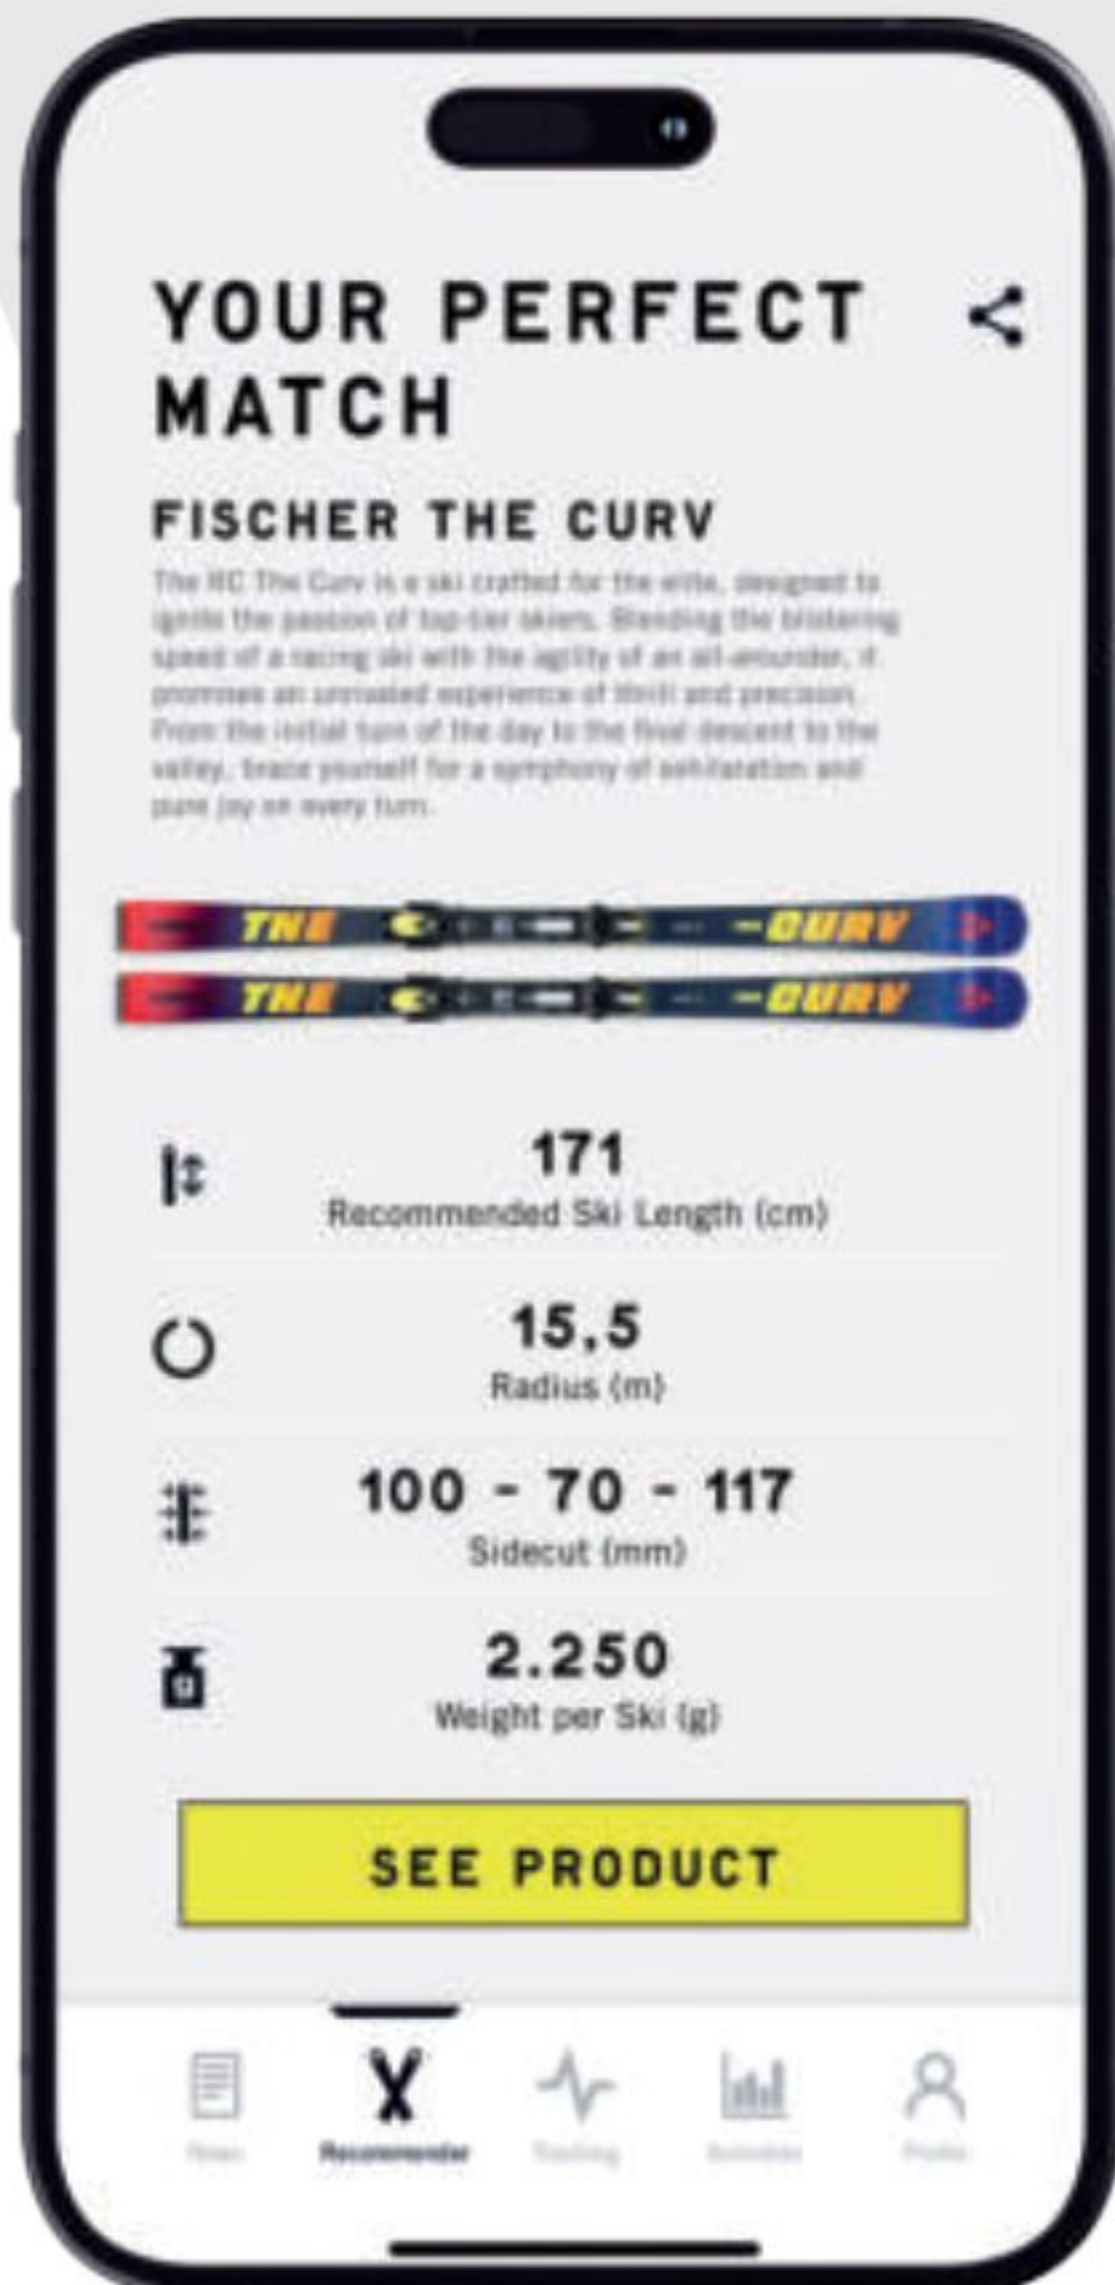 YOUR PERFECT
MATCH
FISCHER THE CURV
The RC The Curv is a ski crafted for the elite, designed to
ignite the passion of top-tier skiers. Blending the blistering
speed of a racing ski with the agility of an all-arounder, it
promises an unrivaled experience of thrill and precision.
From the initial turn of the day to the final descent to the
valley, brace yourself for a symphony of exhilaration and
pure joy on every turn.
THE CURV
THE CURV
171
Recommended Ski Length (cm)
15,5
Radius (m)
100 - 70 - 117
Sidecut (mm)
g
2.250
Weight per Ski (g)
SEE PRODUCT
News Recommender Tracking Profile